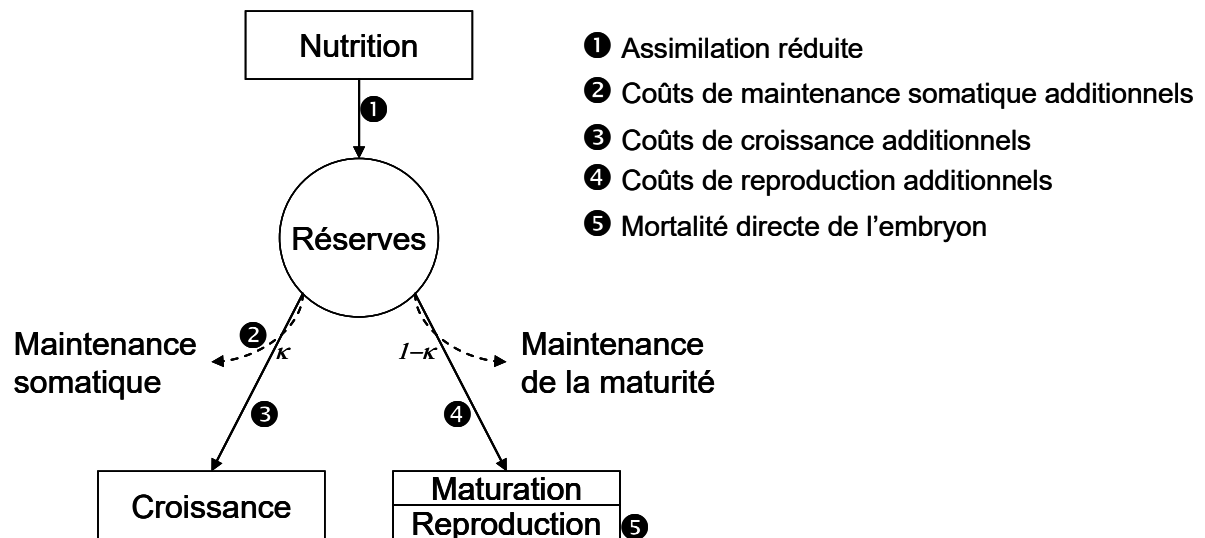 Nutrition
❶ Assimilation réduite
❷ Coûts de maintenance somatique additionnels
❸ Coûts de croissance additionnels
❹ Coûts de reproduction additionnels
❺ Mortalité directe de l'embryon
❶
Réserves
Maintenance
somatique
❷
κ
1−κ
Maintenance
de la maturité
❸
❹
Croissance
Maturation
Reproduction
❺